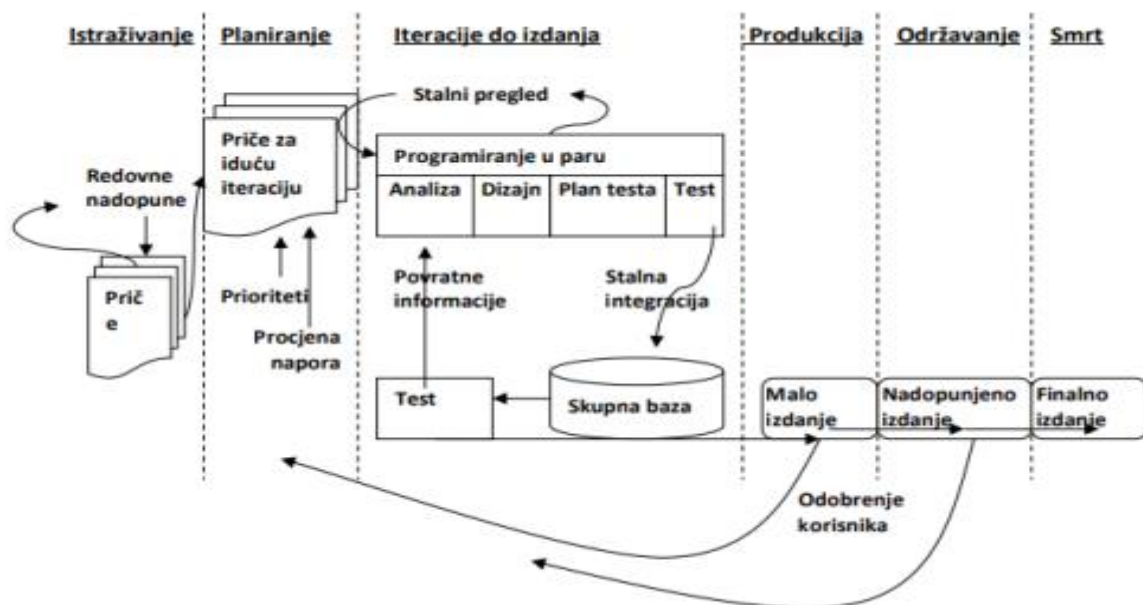 Istraživanje
Planiranje
Iteracije do izdanja
Produkcija
Održavanje
Smrt
Stalni pregled
Priče za
iduću
iteraciju
Programiranje u paru
Analiza
Dizajn
Plan testa
Test
Redovne
nadopune
Prič
e
Prioriteti
Procjena
napora
Povratne
informacije
Stalna
integracija
Test
Skupna baza
Malo
izdanje
Nadopunjeno
izdanje
Finalno
izdanje
Odobrenje
korisnika